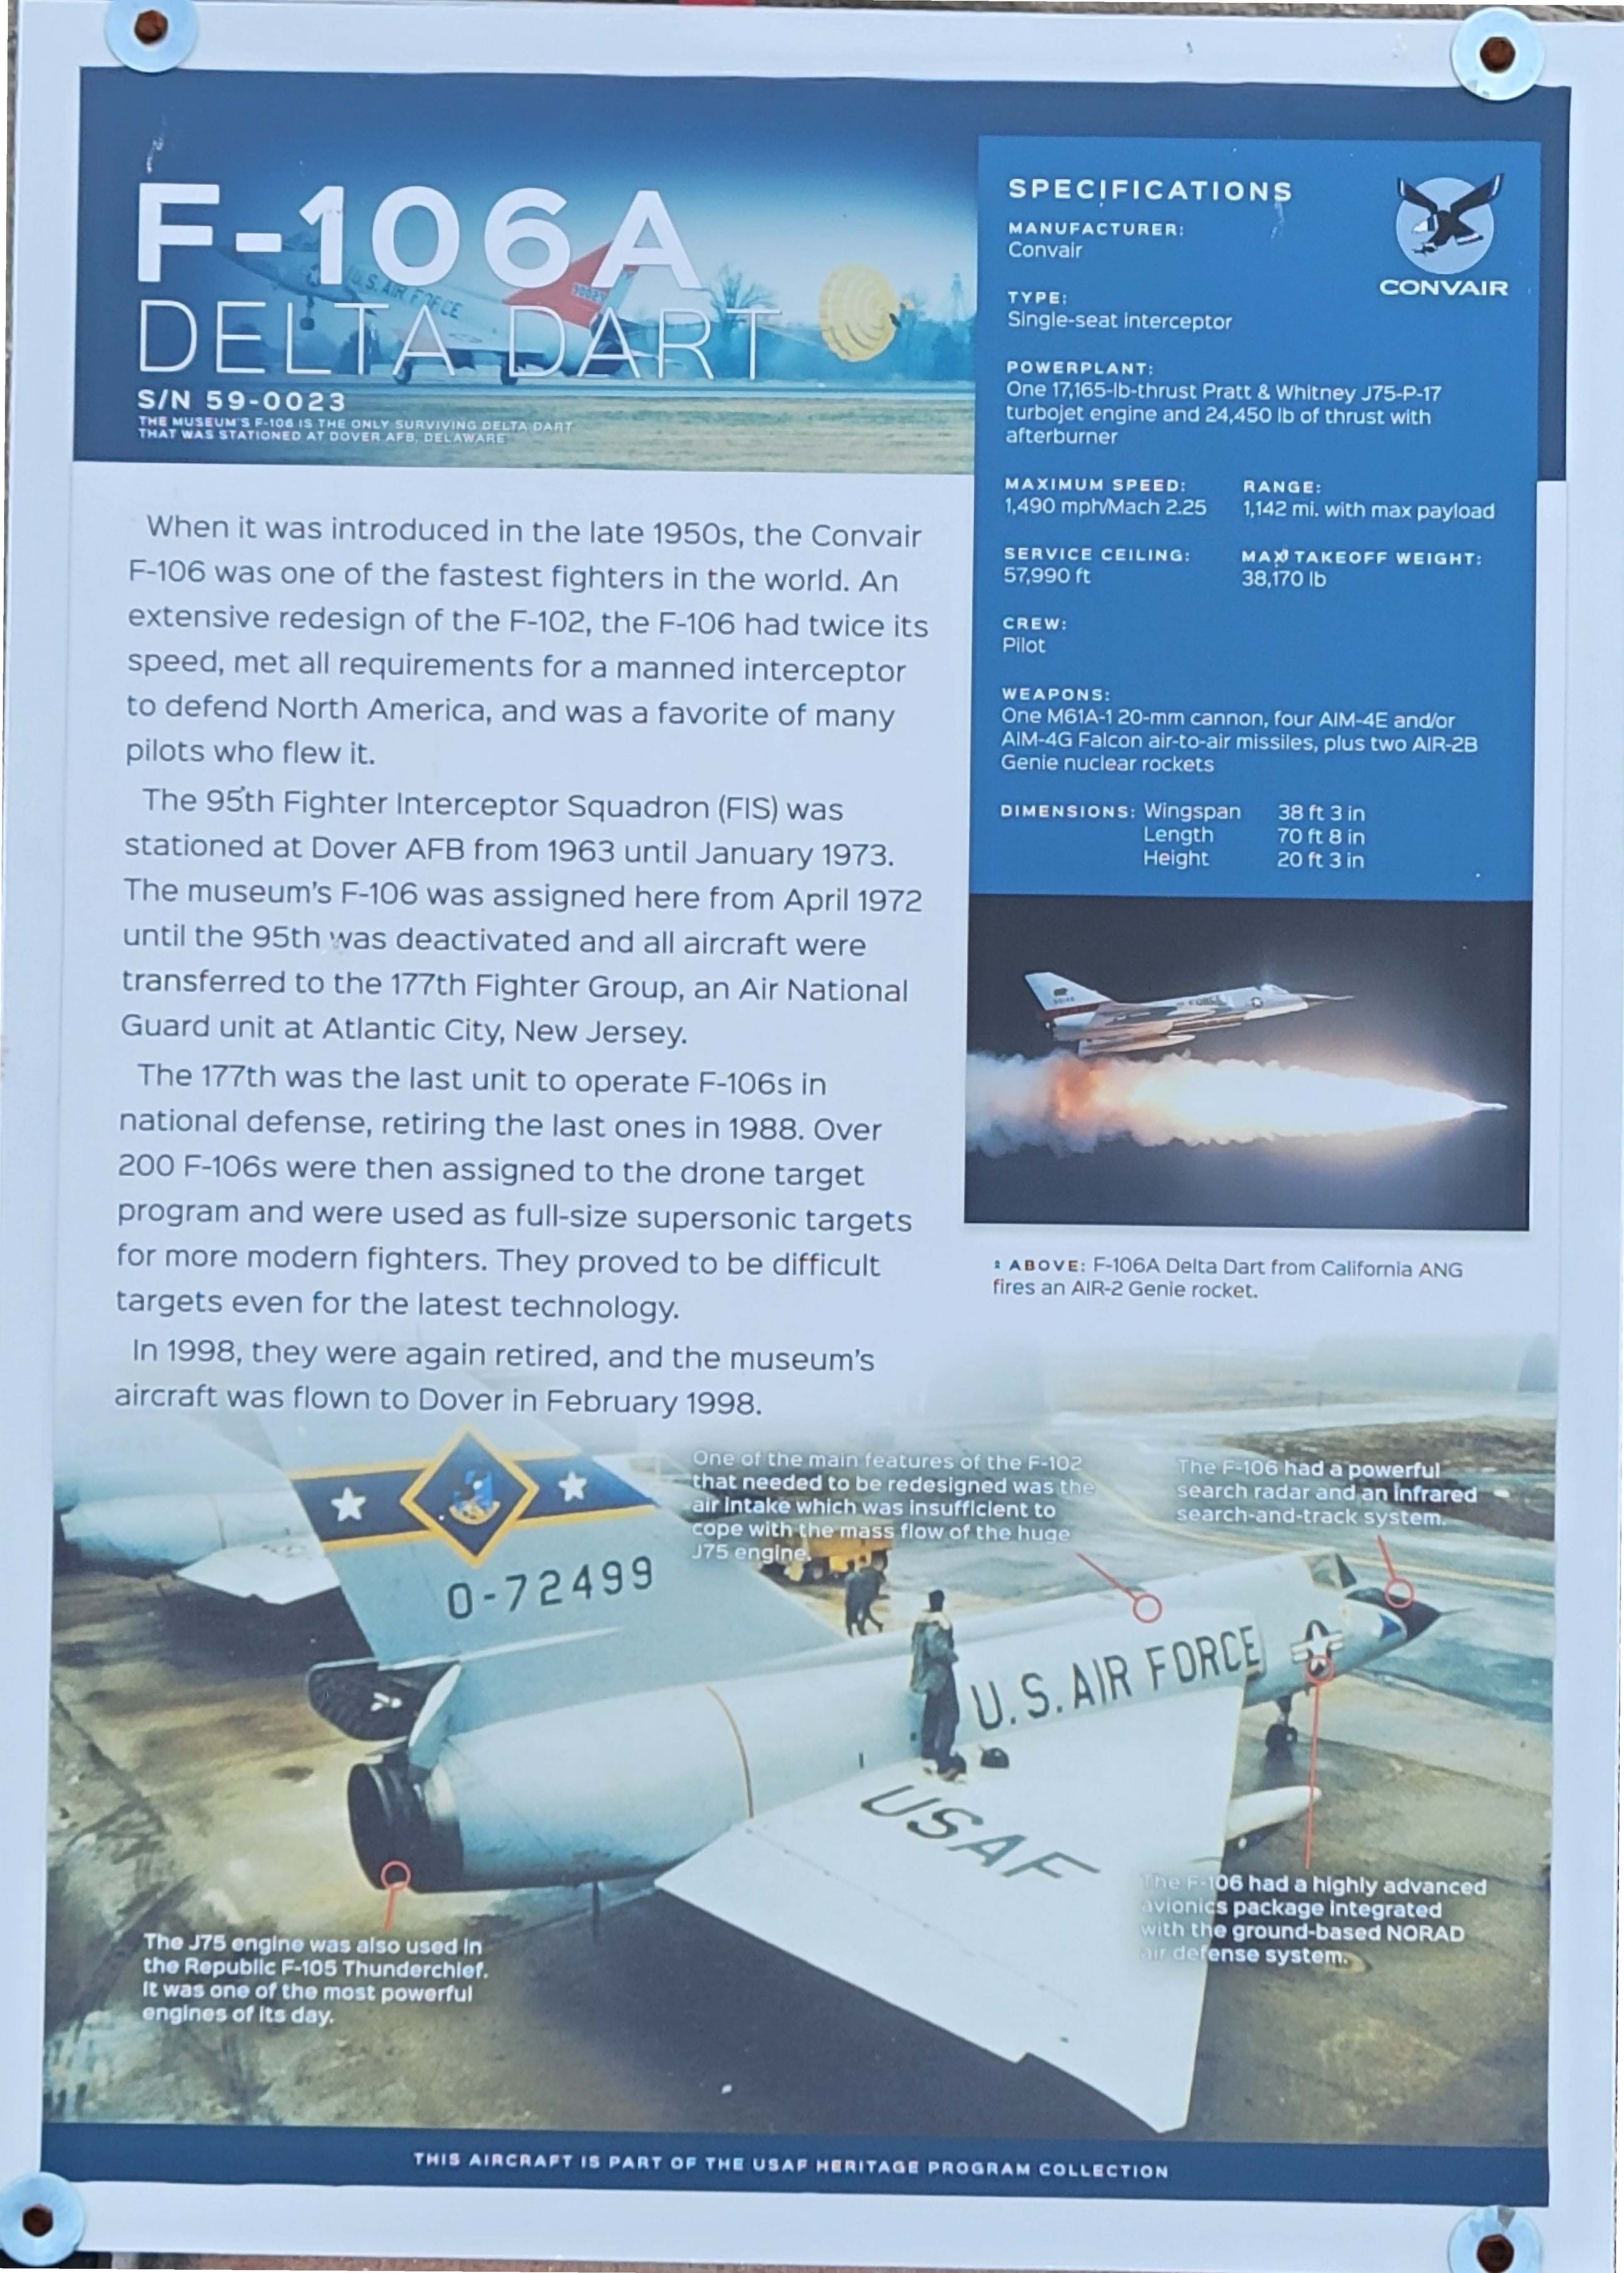 F-106A
DELTA DART
S/N 59-0023
THE MUSEUM'S F-106 IS THE ONLY SURVIVING DELTA DART
THAT WAS STATIONED AT DOVER AFB, DELAWARE
U.S. AIR FORCE
When it was introduced in the late 1950s, the Convair
F-106 was one of the fastest fighters in the world. An
extensive redesign of the F-102, the F-106 had twice its
speed, met all requirements for a manned interceptor
to defend North America, and was a favorite of many
pilots who flew it.
The 95th Fighter Interceptor Squadron (FIS) was
stationed at Dover AFB from 1963 until January 1973.
The museum's F-106 was assigned here from April 1972
until the 95th was deactivated and all aircraft were
transferred to the 177th Fighter Group, an Air National
Guard unit at Atlantic City, New Jersey.
The 177th was the last unit to operate F-106s in
national defense, retiring the last ones in 1988. Over
200 F-106s were then assigned to the drone target
program and were used as full-size supersonic targets
for more modern fighters. They proved to be difficult
targets even for the latest technology.
In 1998, they were again retired, and the museum's
aircraft was flown to Dover in February 1998.
SPECIFICATIONS
CONVAIR
MANUFACTURER:
Convair
TYPE:
Single-seat interceptor
POWERPLANT:
One 17,165-lb-thrust Pratt & Whitney J75-P-17
turbojet engine and 24,450 lb of thrust with
afterburner
MAXIMUM SPEED: RANGE:
1,490 mph/Mach 2.25 1,142 mi. with max payload
SERVICE CEILING: MAX TAKEOFF WEIGHT:
57,990 ft 38,170 lb
CREW:
Pilot
WEAPONS:
One M61A-1 20-mm cannon, four AIM-4E and/or
AIM-4G Falcon air-to-air missiles, plus two AIR-2B
Genie nuclear rockets
DIMENSIONS: Wingspan 38 ft 3 in
Length 70 ft 8 in
Height 20 ft 3 in
FORCE
ABOVE: F-106A Delta Dart from California ANG
fires an AIR-2 Genie rocket.
One of the main features of the F-102
that needed to be redesigned was the
air intake which was insufficient to
cope with the mass flow of the huge
J75 engine.
The F-106 had a powerful
search radar and an infrared
search-and-track system.
0-72499
U.S. AIR FORCE
USAF
The F-106 had a highly advanced
avionics package integrated
with the ground-based NORAD
air defense system.
The J75 engine was also used in
the Republic F-105 Thunderchief.
It was one of the most powerful
engines of its day.
THIS AIRCRAFT IS PART OF THE USAF HERITAGE PROGRAM COLLECTION